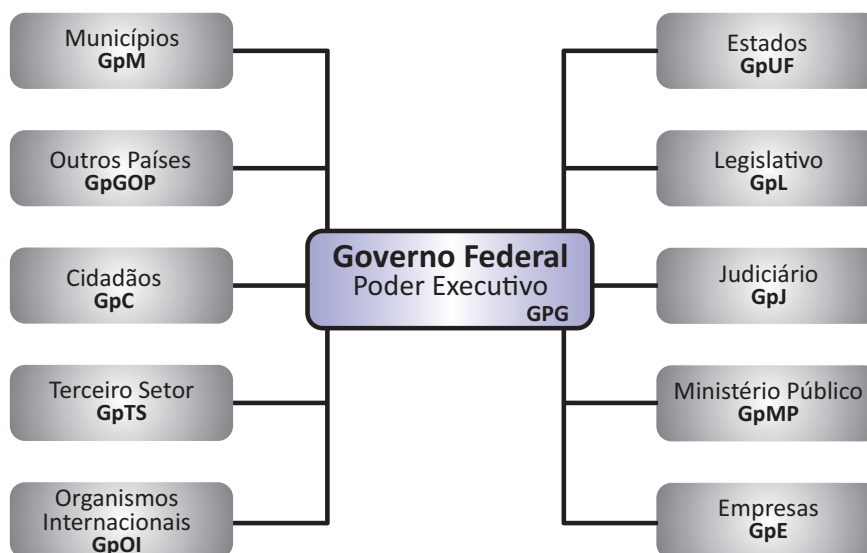 Municípios
GpM
Outros Países
GpGOP
Cidadãos
GpC
Terceiro Setor
GpTS
Organismos
Internacionais
GpOI
Governo Federal
Poder Executivo
GPG
Estados
GpUF
Legislativo
GpL
Judiciário
GpJ
Ministério Público
GpMP
Empresas
GpE